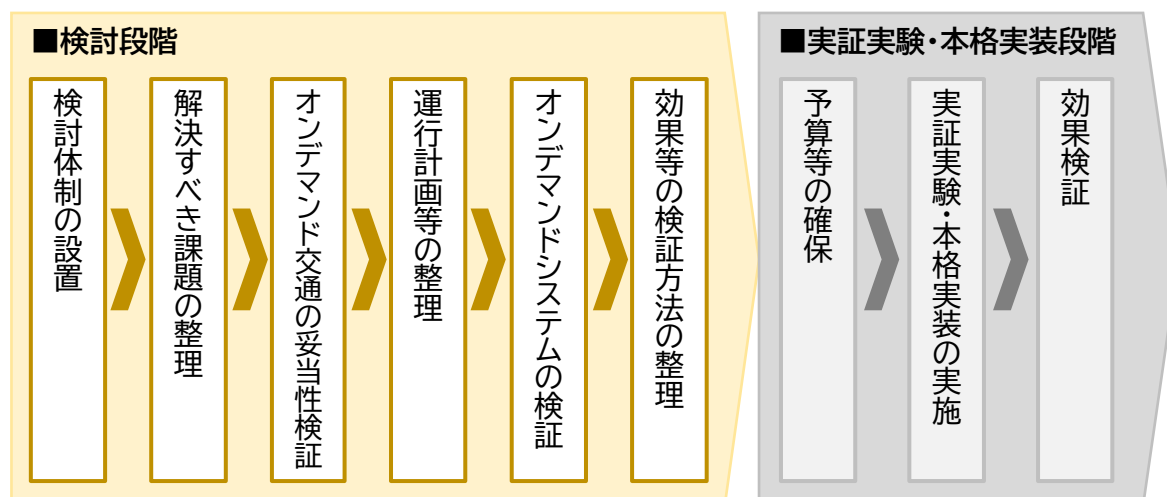 ■検討段階
検討体制の設置
解決すべき課題の整理
オンデマンド交通の妥当性検証
運行計画等の整理
オンデマンドシステムの検証
効果等の検証方法の整理
■実証実験・本格実装段階
予算等の確保
実証実験・本格実装の実施
効果検証